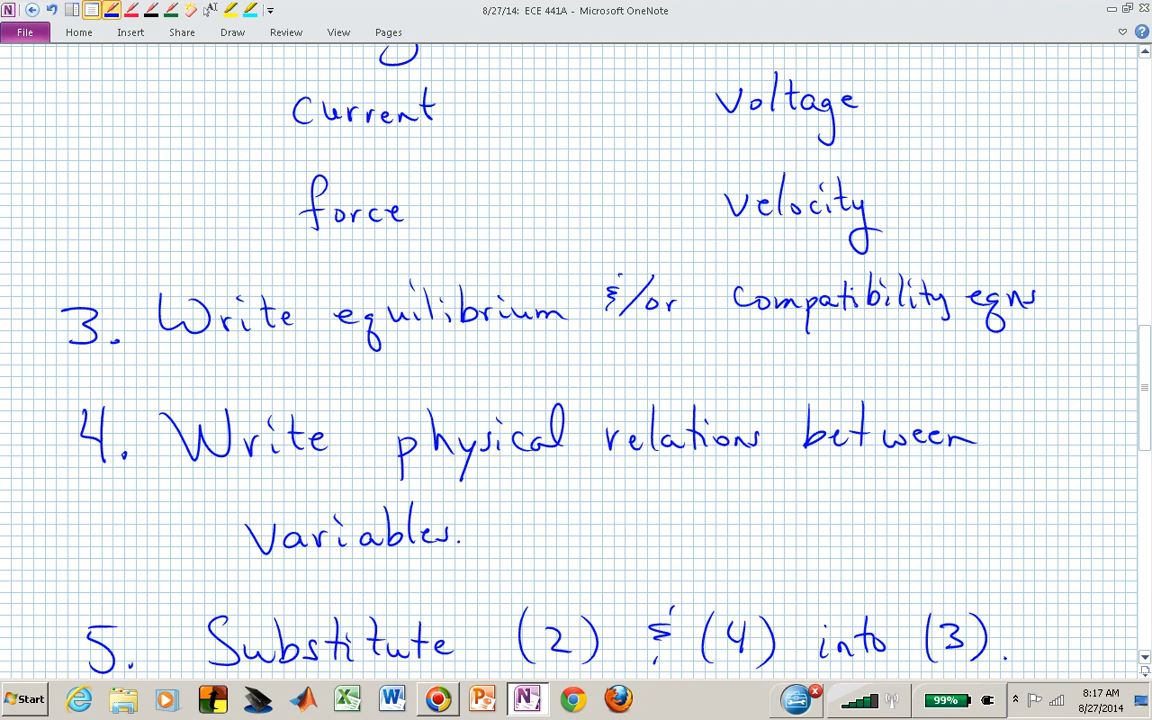 8/27/14: ECE 441A - Microsoft OneNote
File Home Insert Share Draw Review View Pages
Current Voltage
force velocity
3. Write equilibrium &/or compatibility eqns
4. Write physical relations between
variables.
5. Substitute (2) & (4) into (3).
Start 99% 8:17 AM
8/27/2014